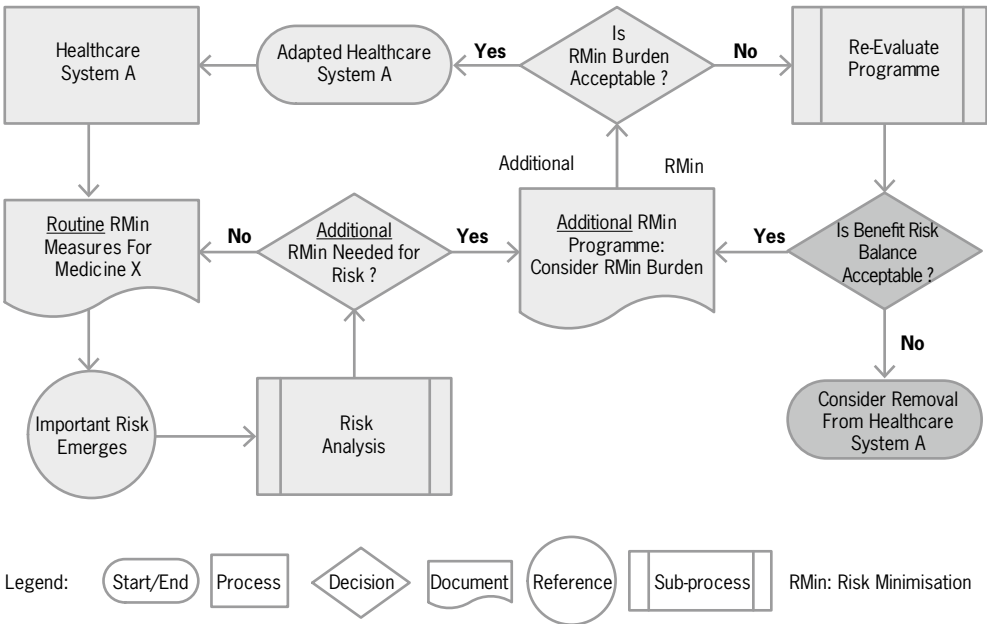 Healthcare
System A
Adapted Healthcare
System A
Yes
Is
RMin Burden
Acceptable ?
No
Re-Evaluate
Programme
Additional RMin
Routine RMin
Measures For
Medicine X
No
Additional
RMin Needed for
Risk ?
Yes
Additional RMin
Programme:
Consider RMin Burden
Yes
Is Benefit Risk
Balance
Acceptable ?
No
Important Risk
Emerges
Risk
Analysis
Consider Removal
From Healthcare
System A
Legend:
Start/End
Process
Decision
Document
Reference
Sub-process
RMin: Risk Minimisation